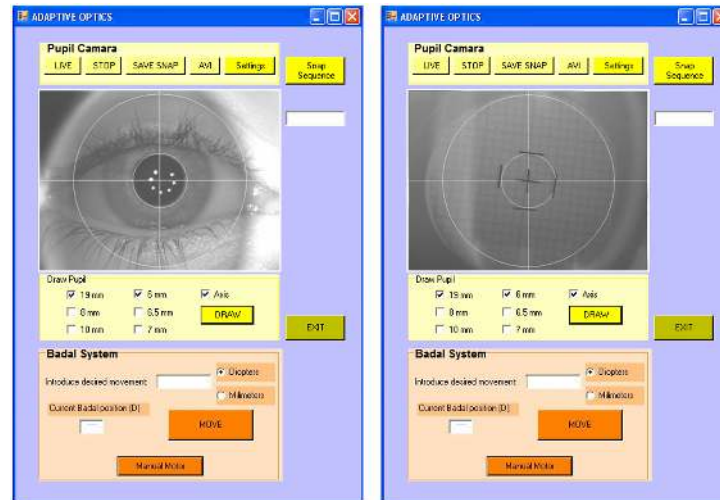 ADAPTIVE OPTICS
Pupil Camara
LIVE STOP SAVE SNAP AVI Settings
Snap Sequence
Draw Pupil
19 mm 6 mm Axis
8 mm 6.5 mm DRAW
10 mm 7 mm
EXIT
Badal System
Introduce desired movement: Diopters
Milimeters
Current Badal position (D)
MOVE
Manual Motor
ADAPTIVE OPTICS
Pupil Camara
LIVE STOP SAVE SNAP AVI Settings
Snap Sequence
Draw Pupil
19 mm 6 mm Axis
8 mm 6.5 mm DRAW
10 mm 7 mm
EXIT
Badal System
Introduce desired movement: Diopters
Milimeters
Current Badal position (D)
MOVE
Manual Motor